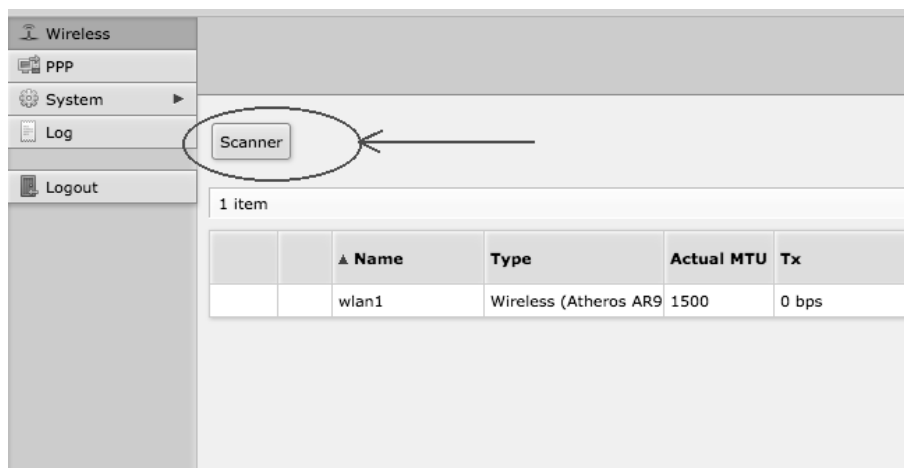 Wireless
PPP
System
Log
Logout
Scanner
1 item
Name Type Actual MTU Tx
wlan1 Wireless (Atheros AR9 1500 0 bps